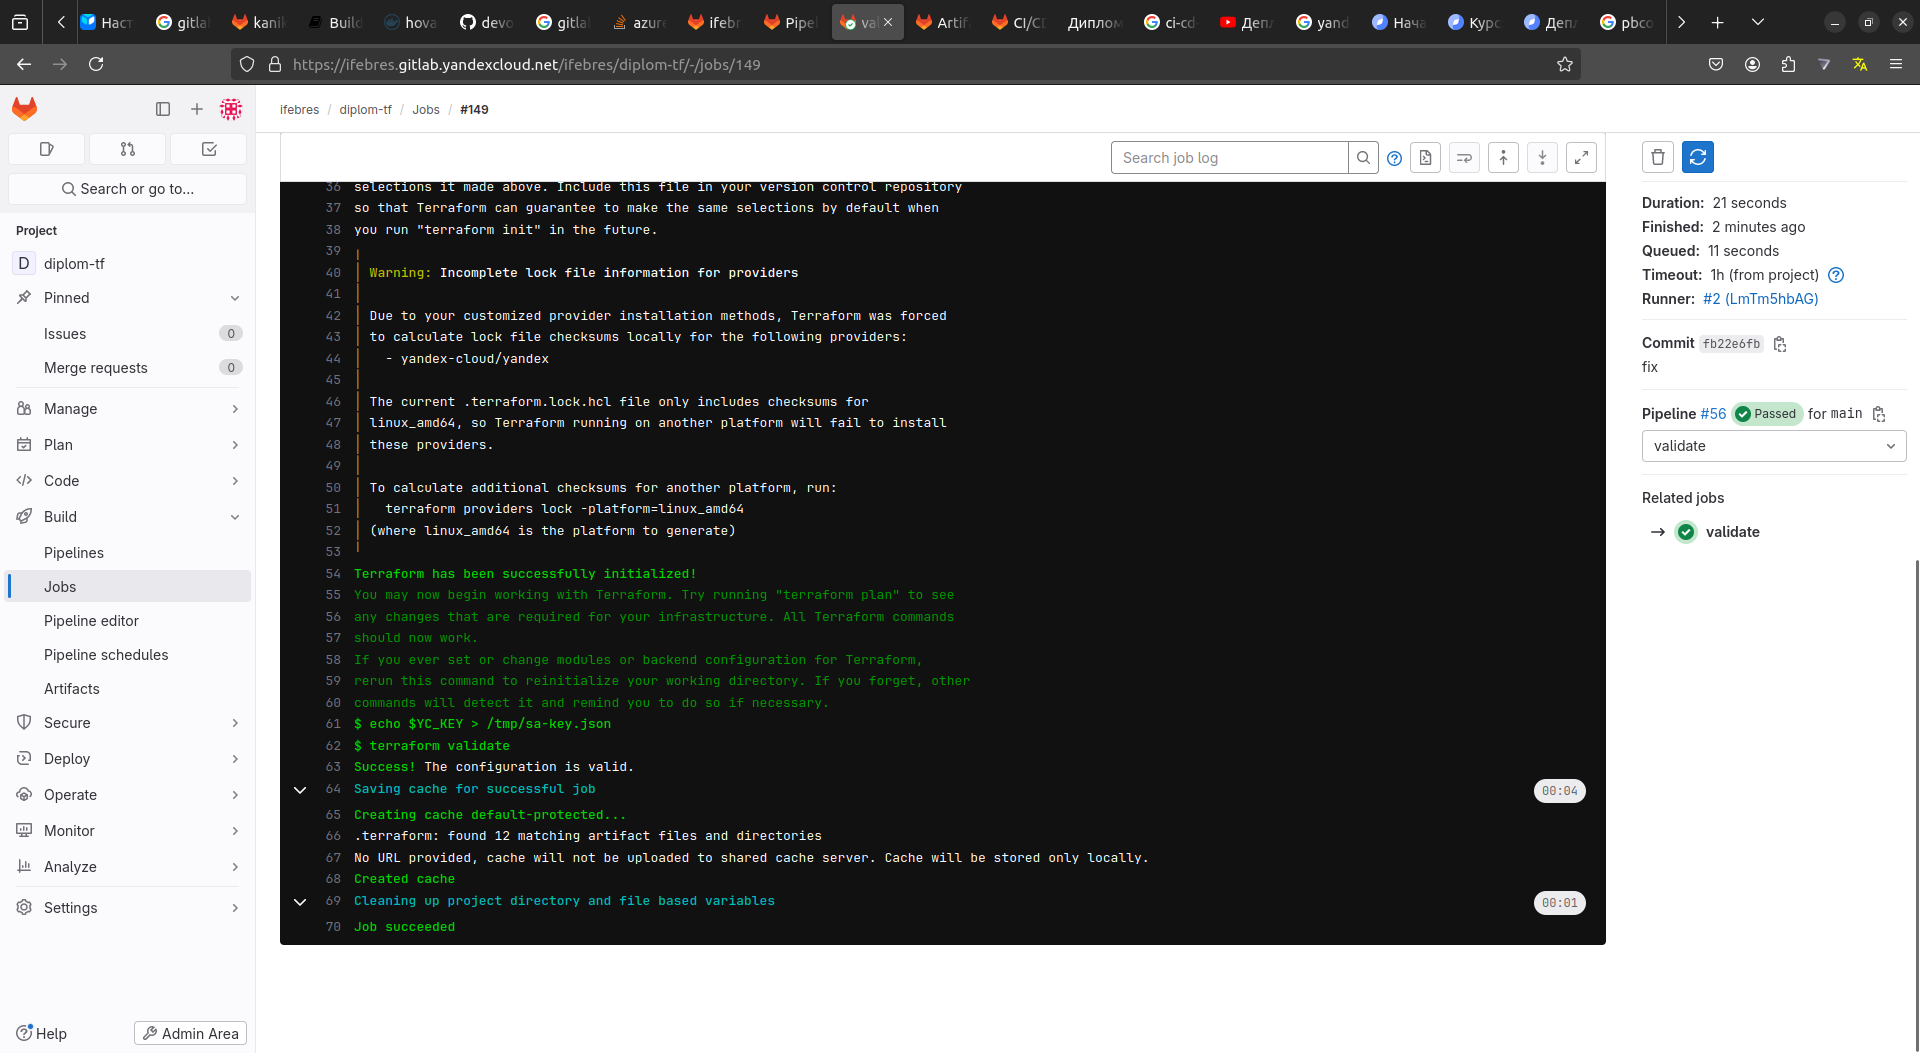 Наст
gitla
kanik
Build
hova
devo
gitla
azure
ifebr
Pipel
val
Artif
CI/CD
Диплом
ci-cd-
Депл
yand
Нача
Курс
Депл
pbco
https://ifebres.gitlab.yandexcloud.net/ifebres/diplom-tf/-/jobs/149
ifebres / diplom-tf / Jobs / #149
Search or go to...
Project
D diplom-tf
Pinned
Issues 0
Merge requests 0
Manage
Plan
Code
Build
Pipelines
Jobs
Pipeline editor
Pipeline schedules
Artifacts
Secure
Deploy
Operate
Monitor
Analyze
Settings
Help
Admin Area
Search job log
36 selections it made above. Include this file in your version control repository
37 so that Terraform can guarantee to make the same selections by default when
38 you run "terraform init" in the future.
39 ╷
40 │ Warning: Incomplete lock file information for providers
41 │
42 │ Due to your customized provider installation methods, Terraform was forced
43 │ to calculate lock file checksums locally for the following providers:
44 │   - yandex-cloud/yandex
45 │
46 │ The current .terraform.lock.hcl file only includes checksums for
47 │ linux_amd64, so Terraform running on another platform will fail to install
48 │ these providers.
49 │
50 │ To calculate additional checksums for another platform, run:
51 │   terraform providers lock -platform=linux_amd64
52 │ (where linux_amd64 is the platform to generate)
53 ╵
54 Terraform has been successfully initialized!
55 You may now begin working with Terraform. Try running "terraform plan" to see
56 any changes that are required for your infrastructure. All Terraform commands
57 should now work.
58 If you ever set or change modules or backend configuration for Terraform,
59 rerun this command to reinitialize your working directory. If you forget, other
60 commands will detect it and remind you to do so if necessary.
61 $ echo $YC_KEY > /tmp/sa-key.json
62 $ terraform validate
63 Success! The configuration is valid.
64 Saving cache for successful job 00:04
65 Creating cache default-protected...
66 .terraform: found 12 matching artifact files and directories
67 No URL provided, cache will not be uploaded to shared cache server. Cache will be stored only locally.
68 Created cache
69 Cleaning up project directory and file based variables 00:01
70 Job succeeded
Duration: 21 seconds
Finished: 2 minutes ago
Queued: 11 seconds
Timeout: 1h (from project)
Runner: #2 (LmTm5hbAG)
Commit fb22e6fb
fix
Pipeline #56 Passed for main
validate
Related jobs
→ validate